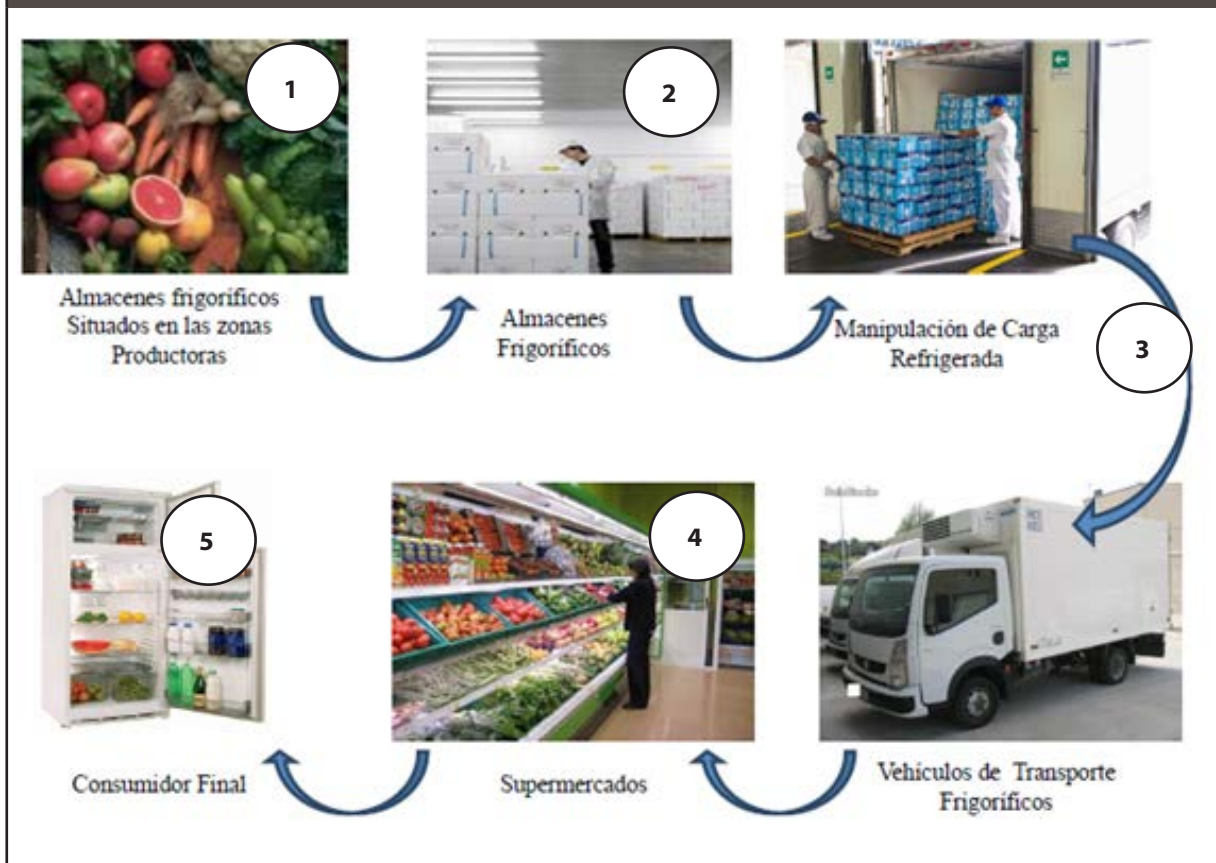 1
2
Almacenes frigoríficos
Situados en las zonas
Productoras
Almacenes
Frigoríficos
Manipulación de Carga
Refrigerada
3
5
4
Consumidor Final
Supermercados
Vehículos de Transporte
Frigoríficos